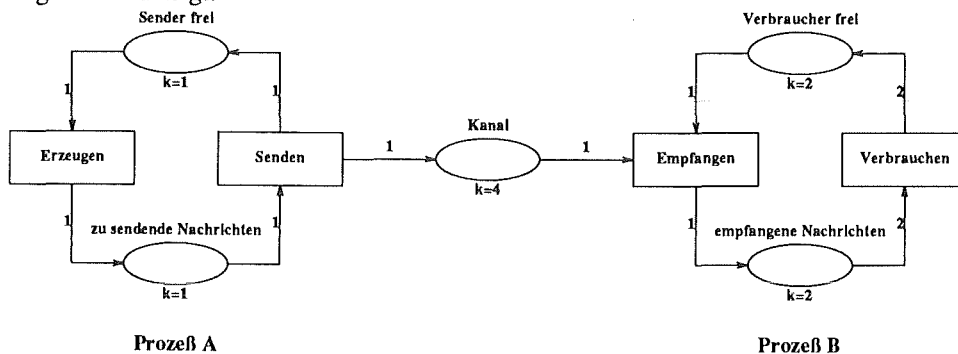 Sender frei
Verbraucher frei
k=1
k=2
1
1
1
2
Kanal
Erzeugen
Senden
1
1
Empfangen
Verbrauchen
k=4
1
1
1
2
zu sendende Nachrichten
empfangene Nachrichten
k=1
k=2
Prozeß A
Prozeß B